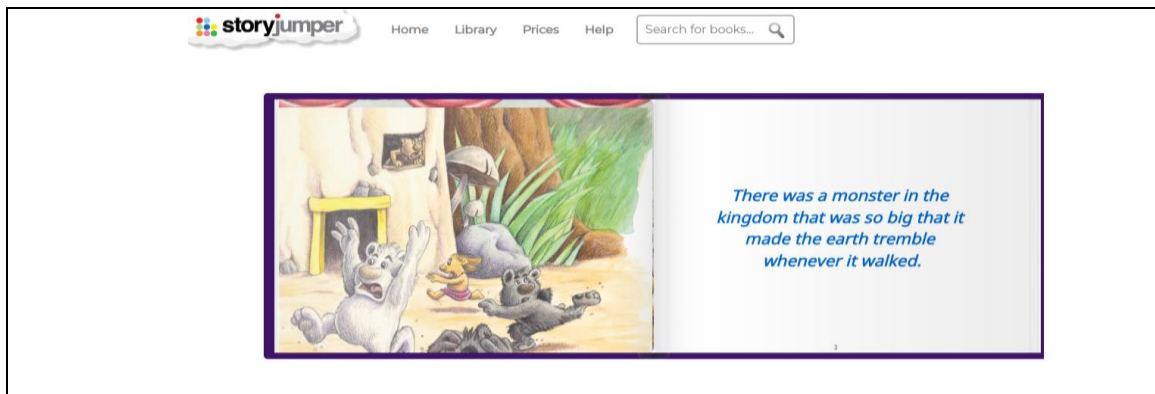 storyjumper
Home Library Prices Help Search for books...
There was a monster in the
kingdom that was so big that it
made the earth tremble
whenever it walked.
3